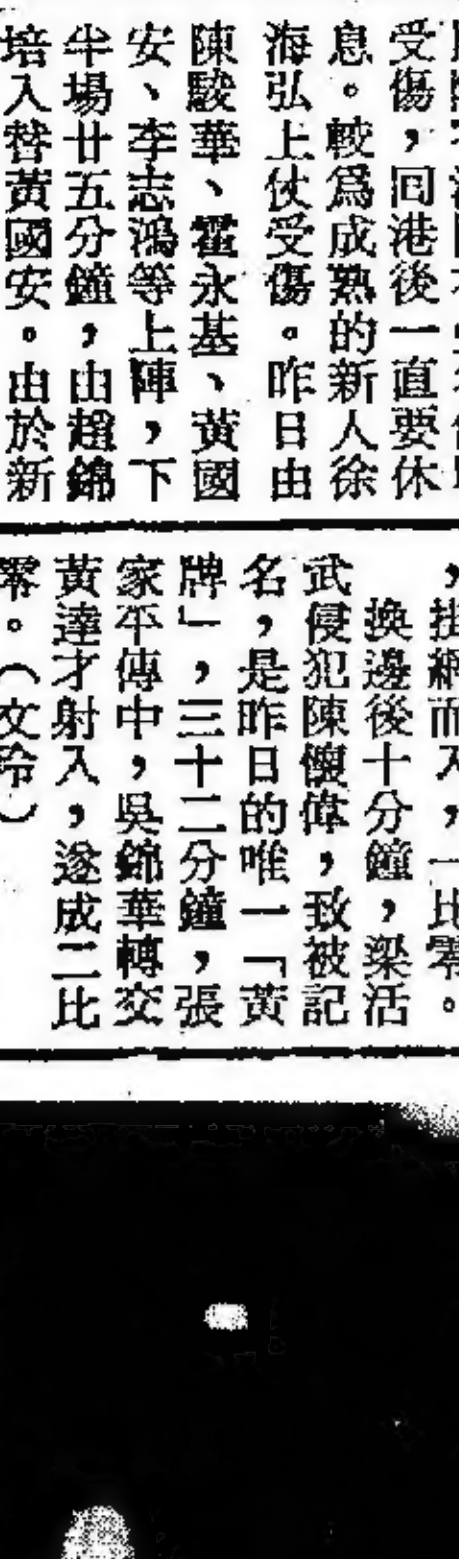 受傷，回港後一直要休
息。較爲成熟的新人徐
海弘上仗受傷。昨日由
陳駿華、霍永基、黃國
安、李志鴻等上陣，下
半場廿五分鐘，由趙錦
培入替黃國安。由於新
，掛網而入，一比零。
換邊後十分鐘，梁活
武侵犯陳儍偉，致被記
名，是昨日的唯一「黃
牌」，三十二分鐘，張
家平傳中，吳錦華轉交
黃達才射入，遂成二比
零。（文玲）